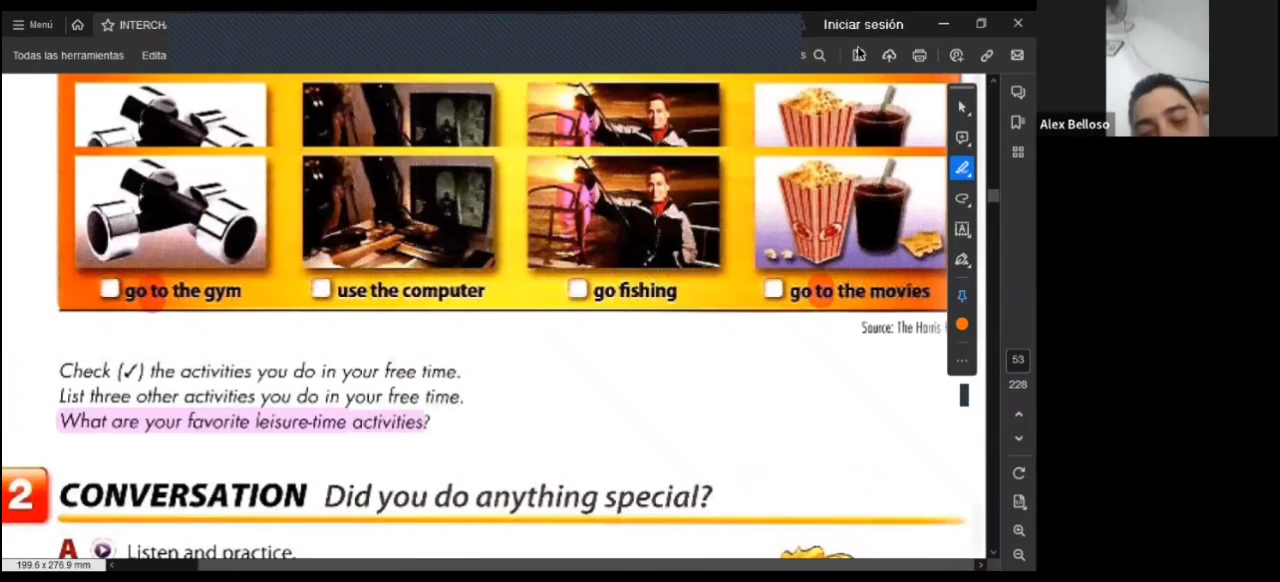 Menú
INTERCH
Iniciar sesión
Todas las herramientas
Edita
s
Alex Belloso
go to the gym
use the computer
go fishing
go to the movies
Source: The Harris
Check (✓) the activities you do in your free time.
List three other activities you do in your free time.
What are your favorite leisure-time activities?
53
228
2 CONVERSATION Did you do anything special?
A Listen and practice.
199.6 x 276.9 mm